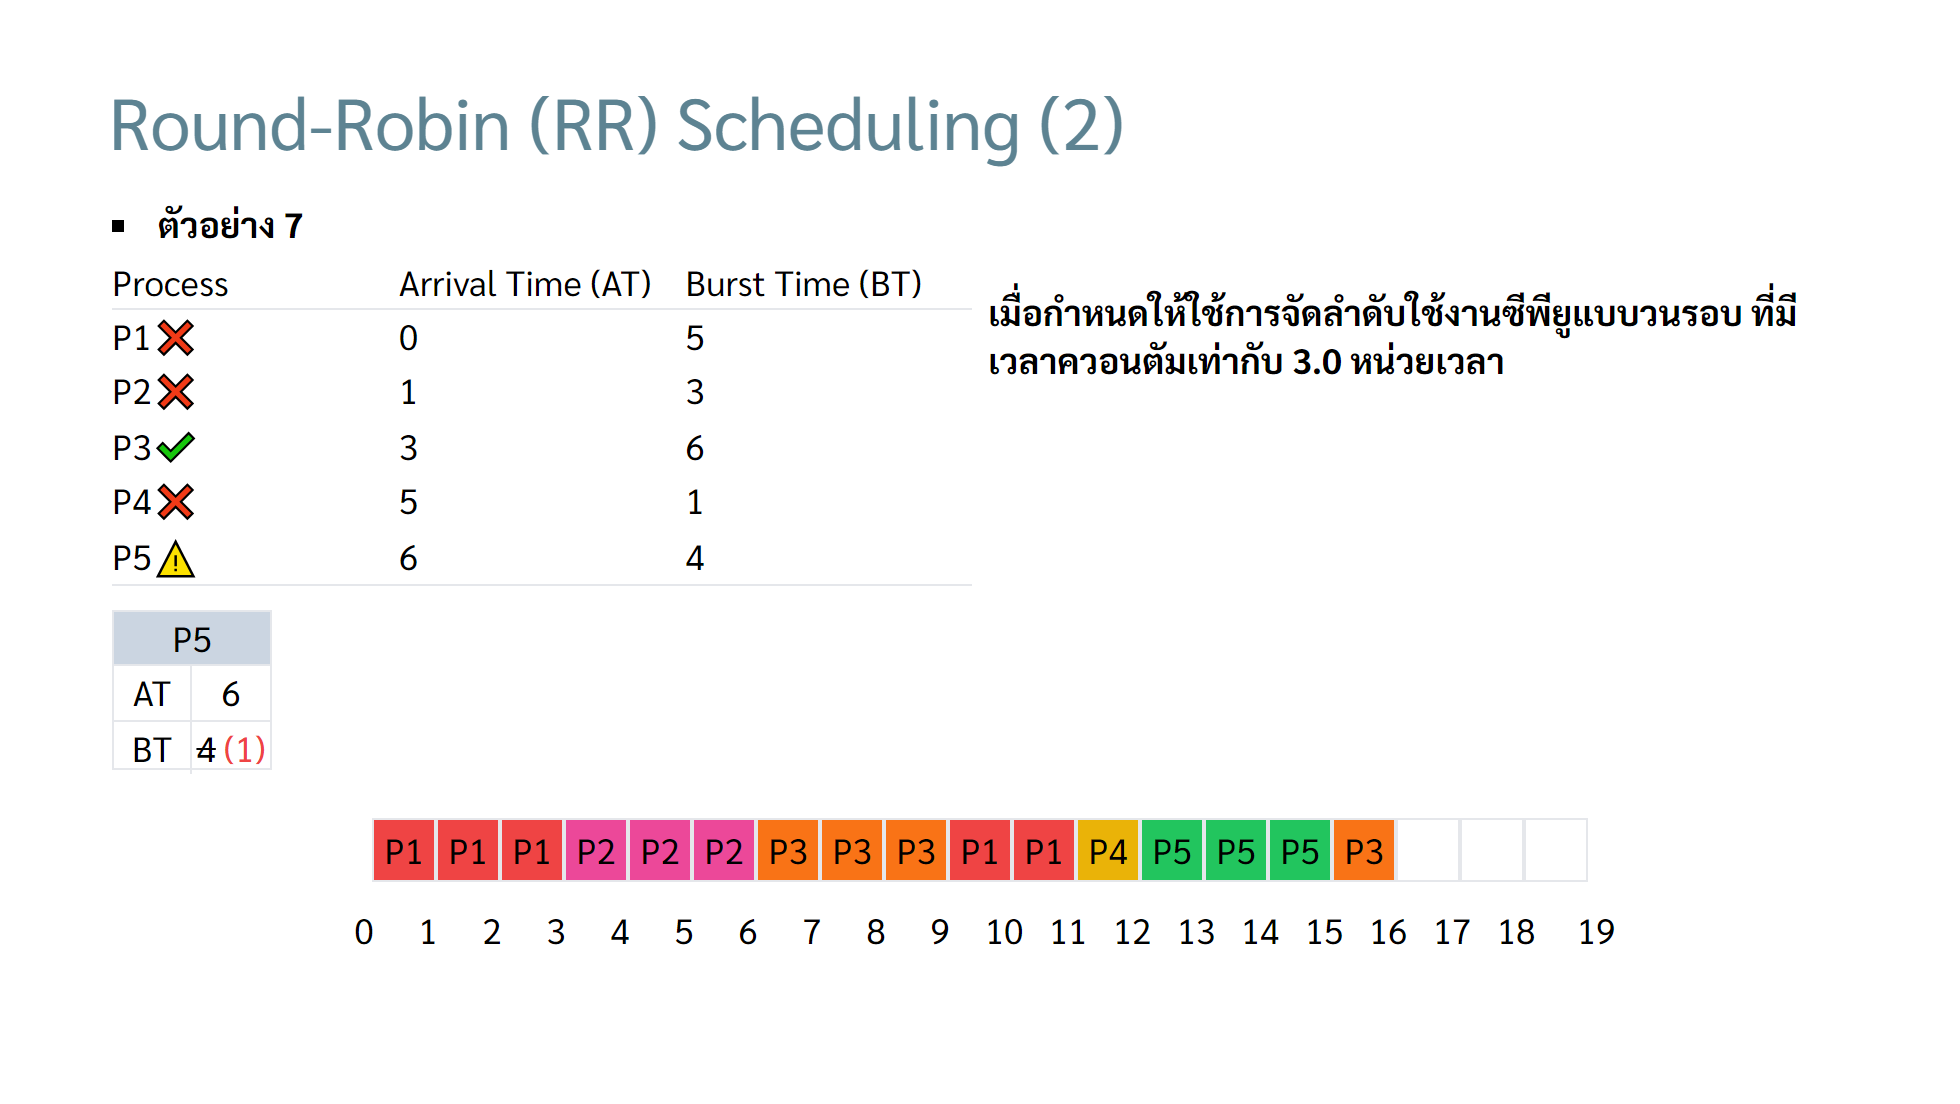 Round-Robin (RR) Scheduling (2)
▪ ตัวอย่าง 7
Process Arrival Time (AT) Burst Time (BT)
P1 0 5
P2 1 3
P3 3 6
P4 5 1
P5 6 4
เมื่อกำหนดให้ใช้การจัดลำดับใช้งานซีพียูแบบวนรอบ ที่มี
เวลาควอนตัมเท่ากับ 3.0 หน่วยเวลา
P5
AT 6
BT 4 (1)
P1 P1 P1 P2 P2 P2 P3 P3 P3 P1 P1 P4 P5 P5 P5 P3
0 1 2 3 4 5 6 7 8 9 10 11 12 13 14 15 16 17 18 19